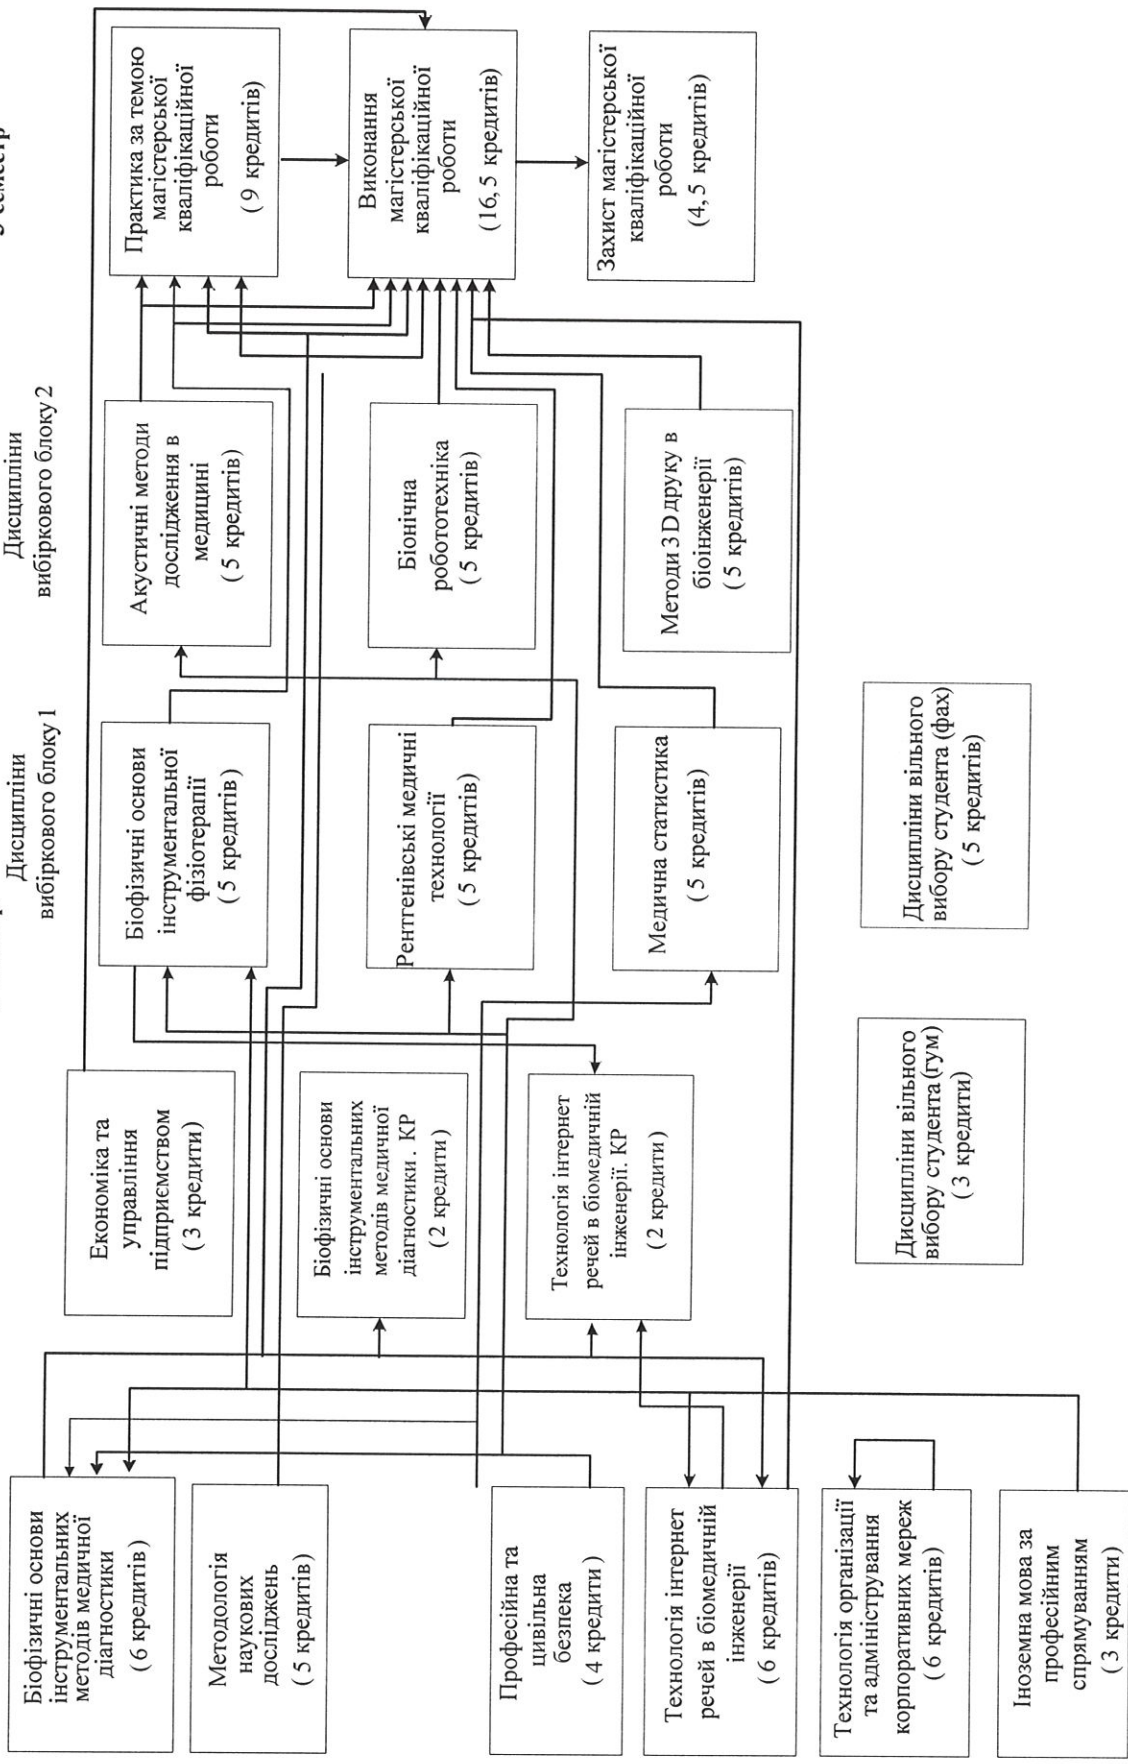 Біофізичні основи
інструментальних
методів медичної
діагностики
( 6 кредитів)
Методологія
наукових
досліджень
( 5 кредитів)
Професійна та
цивільна
безпека
( 4 кредити )
Технологія інтернет
речей в біомедичній
інженерії
( 6 кредитів)
Технологія організації
та адміністрування
корпоративних мереж
( 6 кредитів)
Іноземна мова за
професійним
спрямуванням
( 3 кредити )
Економіка та
управління
підприємством
( 3 кредити )
Біофізичні основи
інструментальних
методів медичної
діагностики . КР
( 2 кредити )
Технологія інтернет
речей в біомедичній
інженерії. КР
( 2 кредити )
Дисципліни вільного
вибору студента (гум)
( 3 кредити)
Дисципліни
вибіркового блоку 1
Біофізичні основи
інструментальної
фізіотерапії
( 5 кредитів )
Рентгенівські медичні
технології
( 5 кредитів )
Медична статистика
( 5 кредитів)
Дисципліни вільного
вибору студента (фах)
( 5 кредитів)
Дисципліни
вибіркового блоку 2
Акустичні методи
дослідження в
медицині
( 5 кредитів)
Біонічна
робототехніка
( 5 кредитів )
Методи 3 D друку в
біоінженерії
( 5 кредитів )
семестр
Практика за темою
магістерської
кваліфікаційної
роботи
( 9 кредитів)
Виконання
магістерської
кваліфікаційної
роботи
(16,5 кредитів)
Захист магістерської
кваліфікаційної
роботи
(4,5 кредитів)